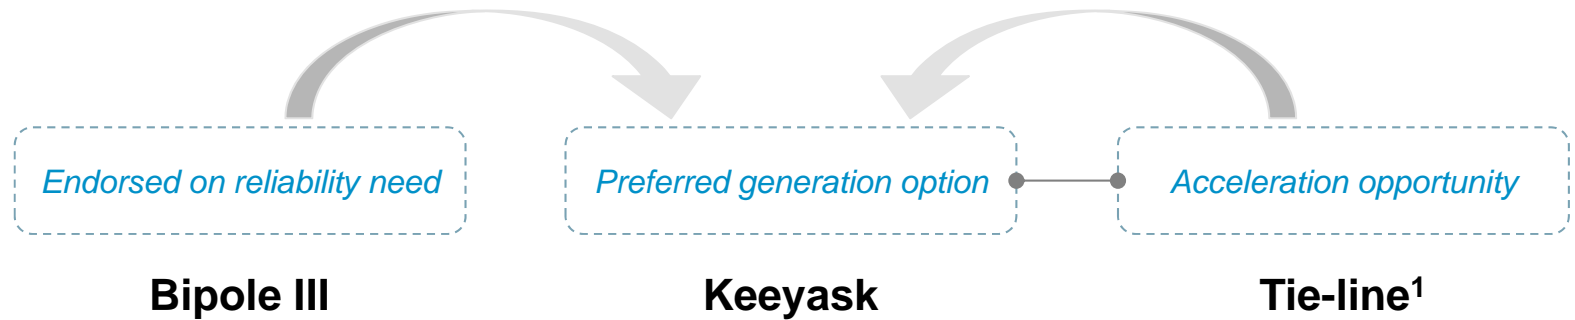 Endorsed on reliability need
Preferred generation option
Acceleration opportunity
Bipole III
Keeyask
Tie-line¹